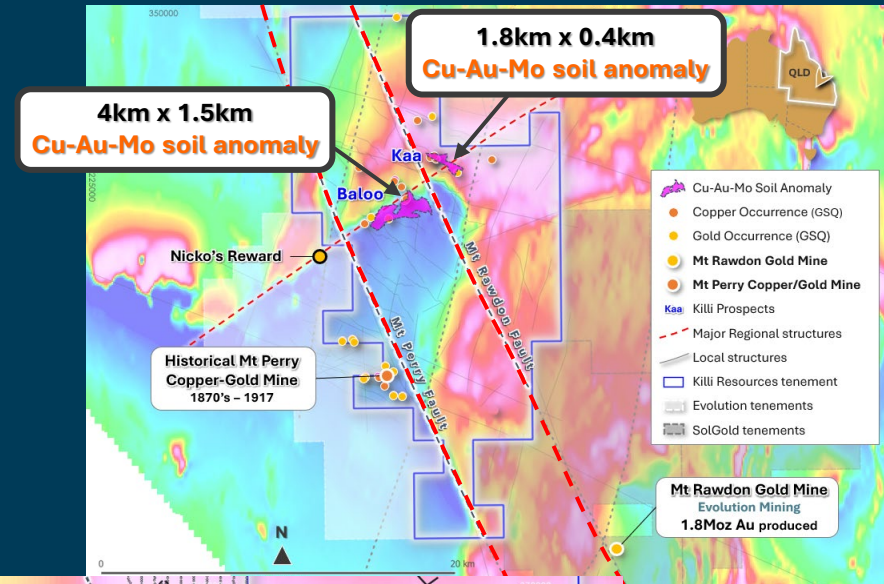 350000
1.8km x 0.4km
Cu-Au-Mo soil anomaly
QLD
4km x 1.5km
Cu-Au-Mo soil anomaly
Kaa
Baloo
Nicko's Reward
Mt Rawdon Fault
Mt Perry Fault
Historical Mt Perry
Copper-Gold Mine
1870's – 1917
Cu-Au-Mo Soil Anomaly
Copper Occurrence (GSQ)
Gold Occurrence (GSQ)
Mt Rawdon Gold Mine
Mt Perry Copper/Gold Mine
Kaa Killi Prospects
Major Regional structures
Local structures
Killi Resources tenement
Evolution tenements
SolGold tenements
Mt Rawdon Gold Mine
Evolution Mining
1.8Moz Au produced
N
0
20 km